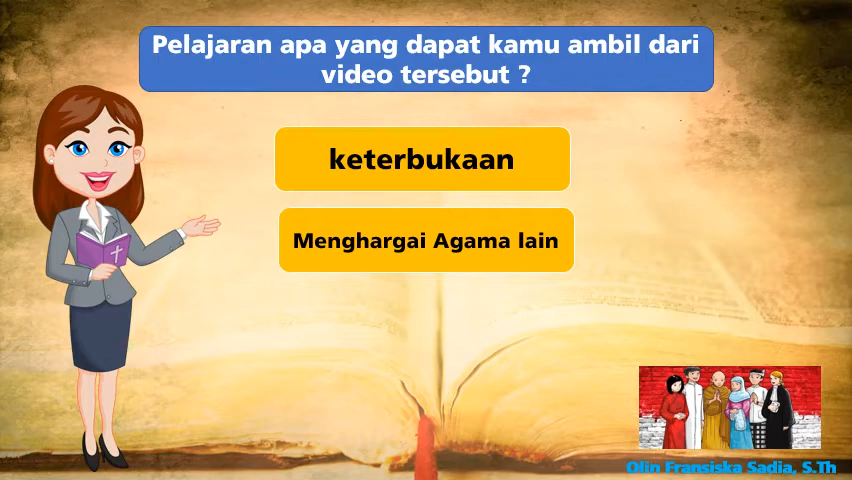 Pelajaran apa yang dapat kamu ambil dari
video tersebut ?
keterbukaan
Menghargai Agama lain
Olin Fransiska Sadia, S.Th